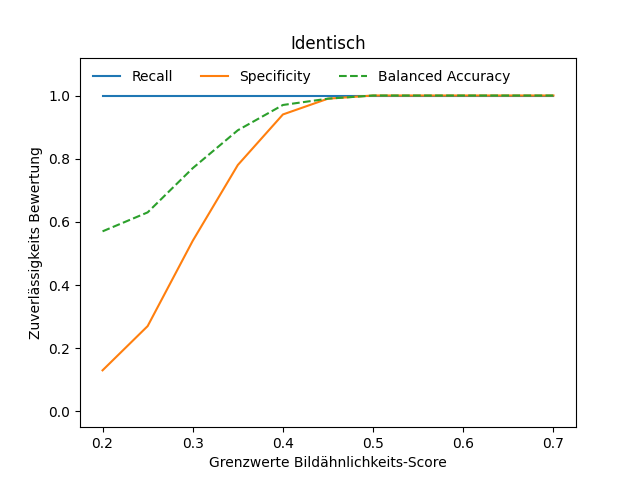 Identisch
Recall Specificity Balanced Accuracy
1.0
0.8
0.6
0.4
0.2
0.0
Zuverlässigkeits Bewertung
0.2 0.3 0.4 0.5 0.6 0.7
Grenzwerte Bildähnlichkeits-Score